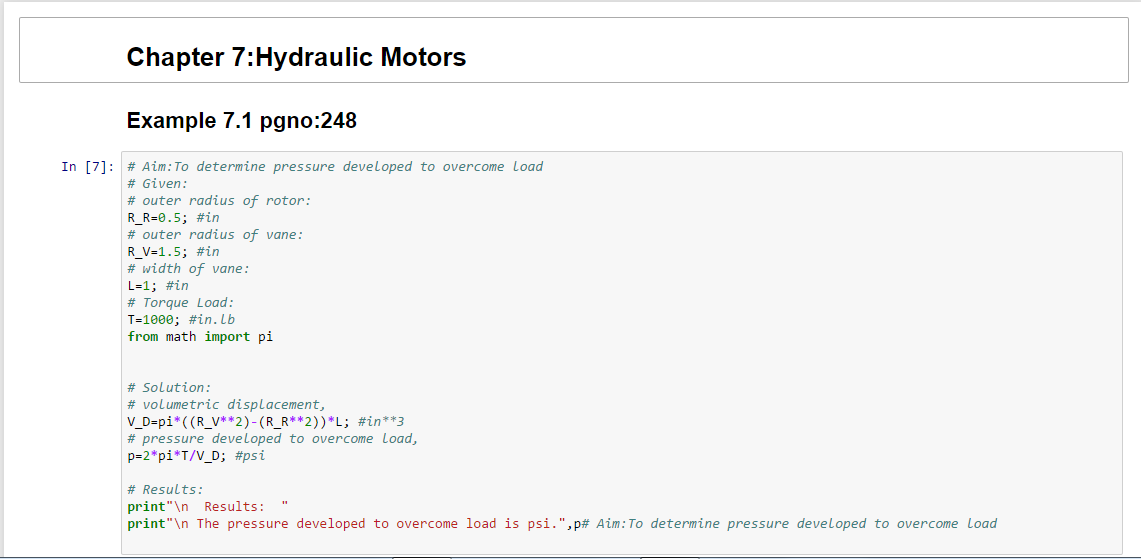 Chapter 7:Hydraulic Motors
Example 7.1 pgno:248
In [7]: # Aim:To determine pressure developed to overcome load
# Given:
# outer radius of rotor:
R_R=0.5; #in
# outer radius of vane:
R_V=1.5; #in
# width of vane:
L=1; #in
# Torque Load:
T=1000; #in.lb
from math import pi
# Solution:
# volumetric displacement,
V_D=pi*((R_V**2)-(R_R**2))*L; #in**3
# pressure developed to overcome load,
p=2*pi*T/V_D; #psi
# Results:
print"\n  Results:  "
print"\n The pressure developed to overcome load is psi.",p# Aim:To determine pressure developed to overcome load